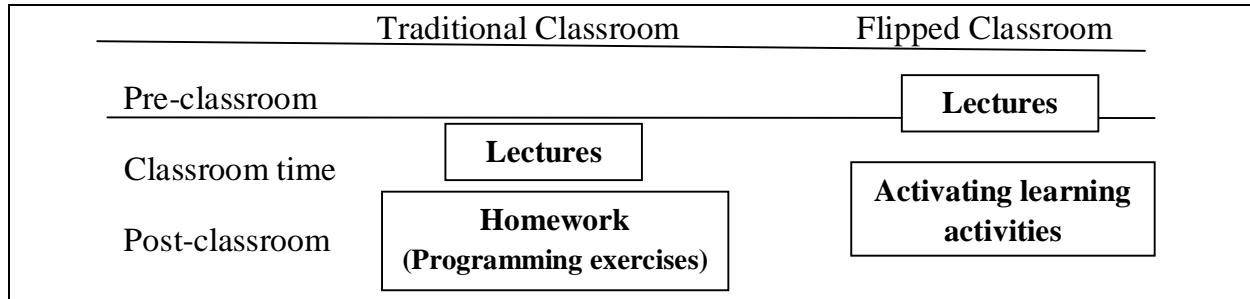 Traditional Classroom Flipped Classroom
Pre-classroom Lectures
Classroom time Lectures
Activating learning
activities
Post-classroom Homework
(Programming exercises)